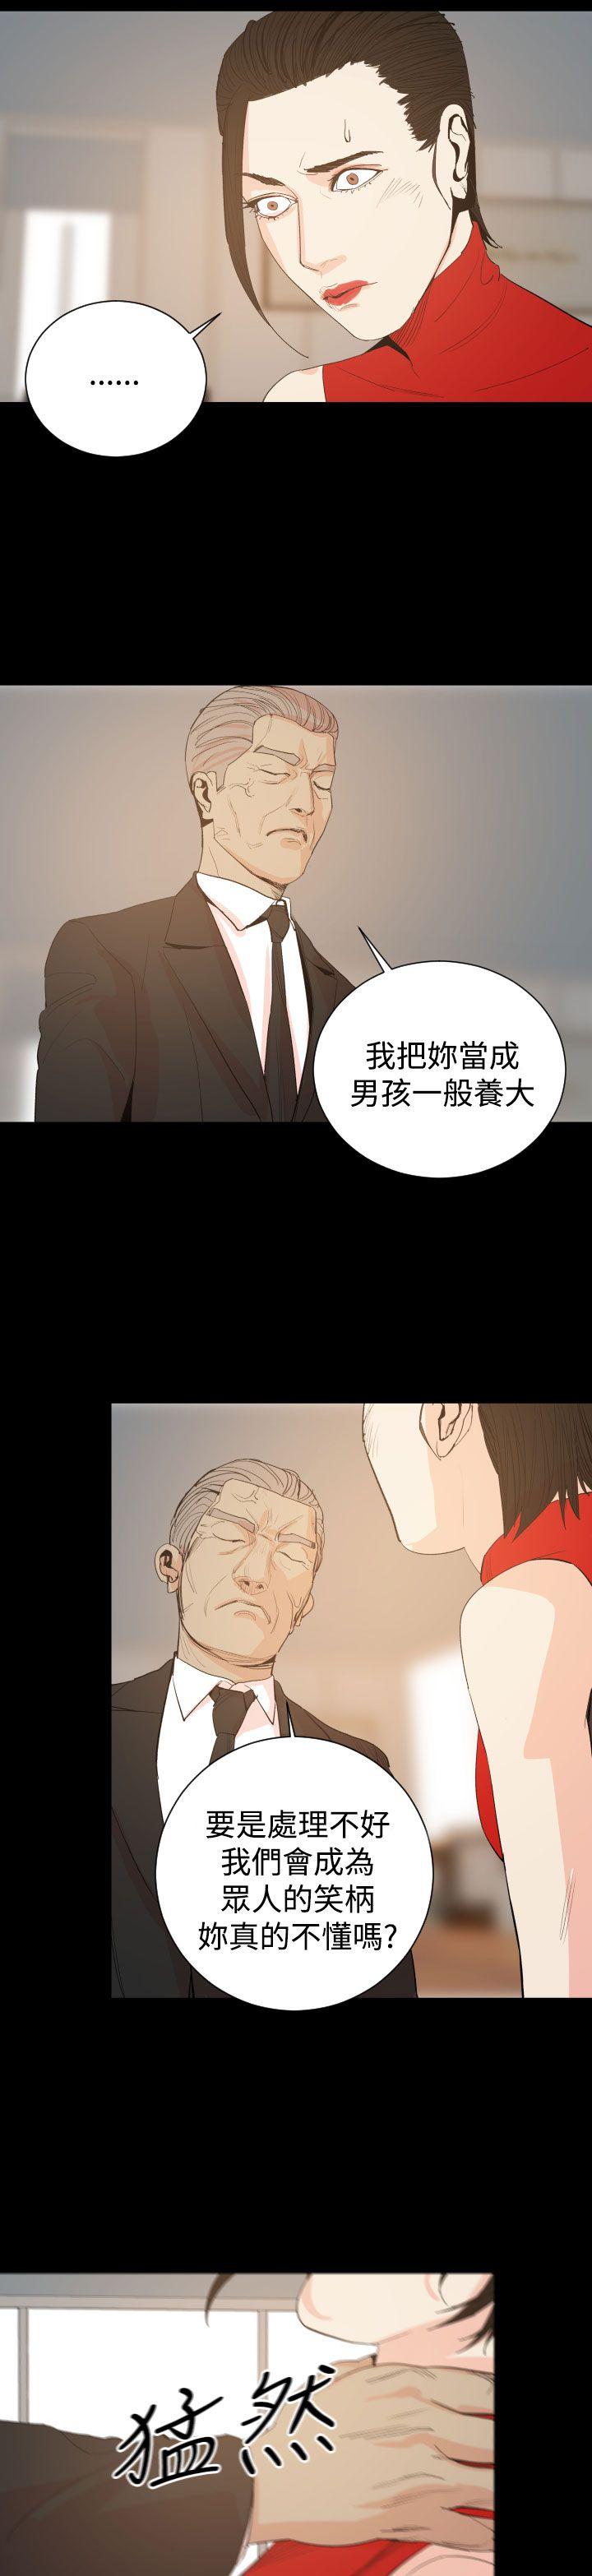 ......
我把妳當成
男孩一般養大
要是處理不好
我們會成為
眾人的笑柄
妳真的不懂嗎?
猛然